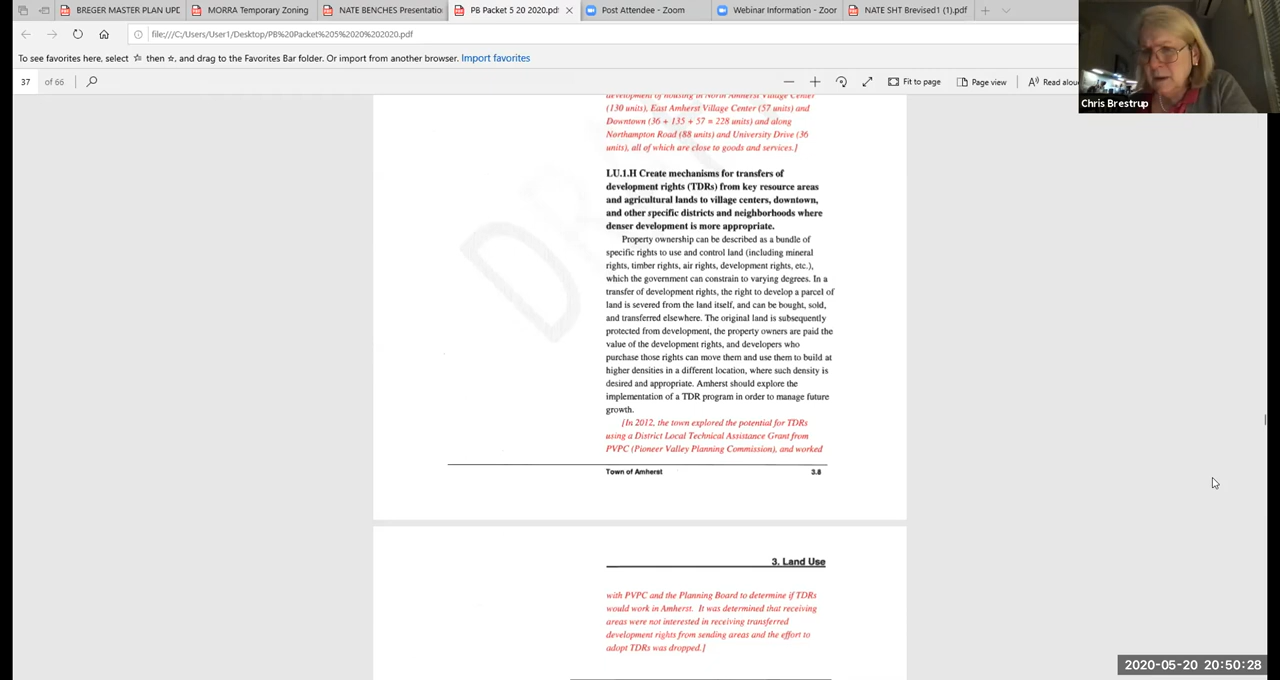 BREGER MASTER PLAN UPD
MORRA Temporary Zoning
NATE BENCHES Presentatio
PB Packet 5 20 2020.pdf
Post Attendee - Zoom
Webinar Information - Zoor
NATE SHT Brevised1 (1).pdf
file:///C:/Users/User1/Desktop/PB%20Packet%205%2020%202020.pdf
To see favorites here, select ☆ then ☆, and drag to the Favorites Bar folder. Or import from another browser. Import favorites
37 of 66
Fit to page
Page view
Read alou
Chris Brestrup
development of housing in North Amherst Village Center
(130 units), East Amherst Village Center (57 units) and
Downtown (36 + 135 + 57 = 228 units) and along
Northampton Road (88 units) and University Drive (36
units), all of which are close to goods and services.]
LU.1.H Create mechanisms for transfers of
development rights (TDRs) from key resource areas
and agricultural lands to village centers, downtown,
and other specific districts and neighborhoods where
denser development is more appropriate.
Property ownership can be described as a bundle of
specific rights to use and control land (including mineral
rights, timber rights, air rights, development rights, etc.),
which the government can constrain to varying degrees. In a
transfer of development rights, the right to develop a parcel of
land is severed from the land itself, and can be bought, sold,
and transferred elsewhere. The original land is subsequently
protected from development, the property owners are paid the
value of the development rights, and developers who
purchase those rights can move them and use them to build at
higher densities in a different location, where such density is
desired and appropriate. Amherst should explore the
implementation of a TDR program in order to manage future
growth.
[In 2012, the town explored the potential for TDRs
using a District Local Technical Assistance Grant from
PVPC (Pioneer Valley Planning Commission), and worked
Town of Amherst 3.8
3. Land Use
with PVPC and the Planning Board to determine if TDRs
would work in Amherst. It was determined that receiving
areas were not interested in receiving transferred
development rights from sending areas and the effort to
adopt TDRs was dropped.]
2020-05-20 20:50:28